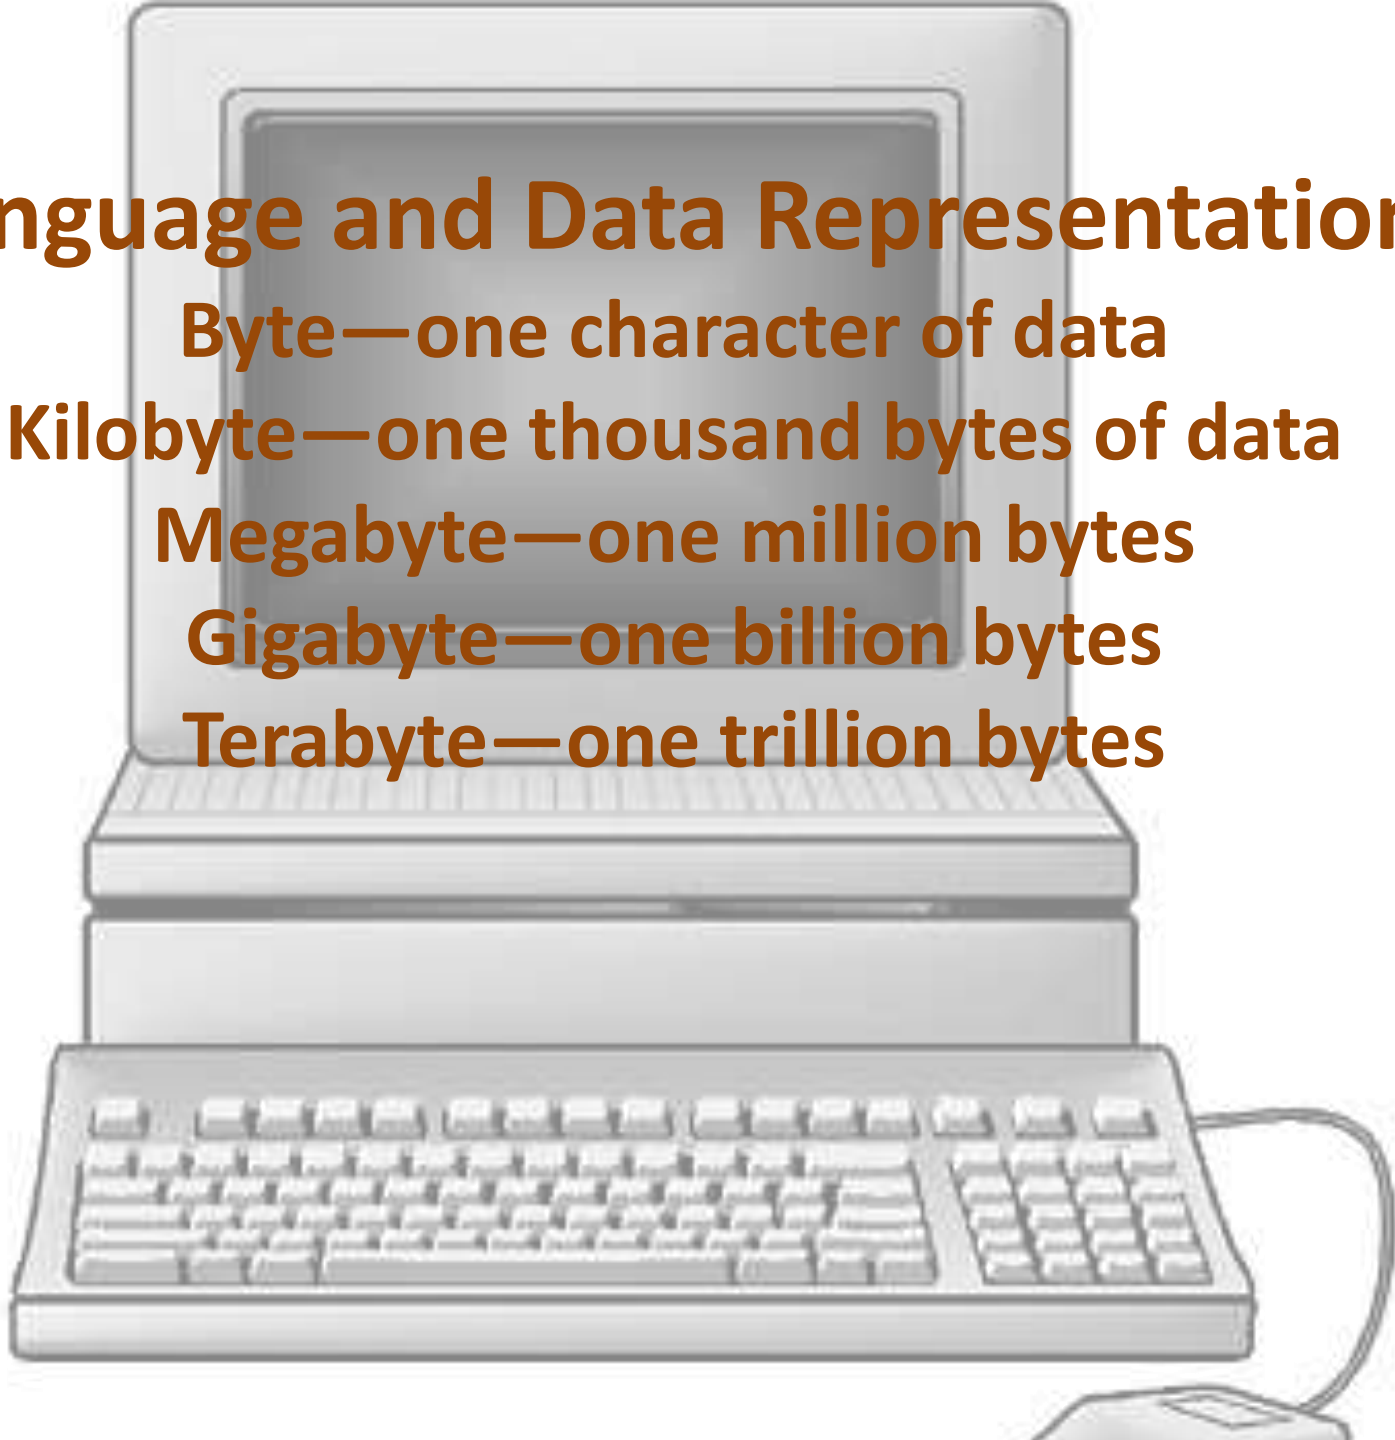 nguage and Data Representation
Byte—one character of data
Kilobyte—one thousand bytes of data
Megabyte—one million bytes
Gigabyte—one billion bytes
Terabyte—one trillion bytes